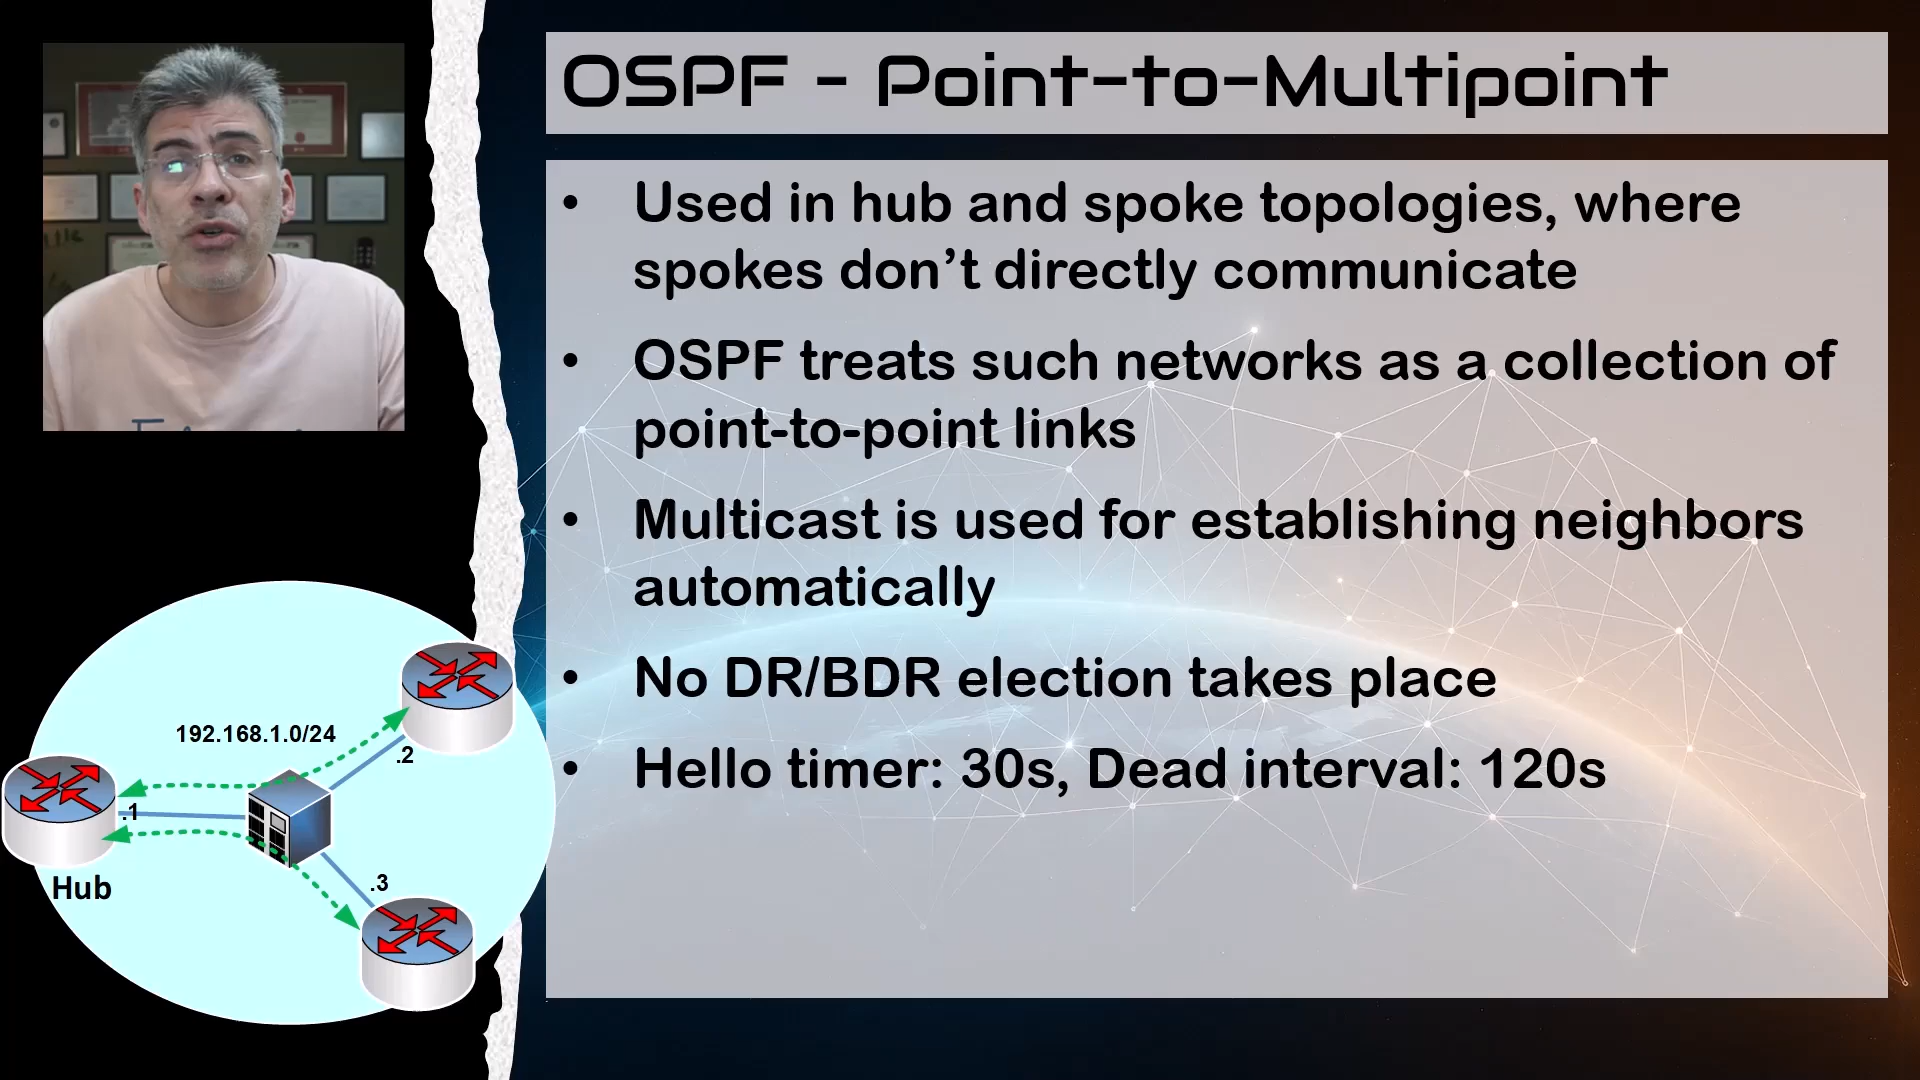 OSPF - Point-to-Multipoint
• Used in hub and spoke topologies, where
spokes don’t directly communicate
• OSPF treats such networks as a collection of
point-to-point links
• Multicast is used for establishing neighbors
automatically
• No DR/BDR election takes place
• Hello timer: 30s, Dead interval: 120s
192.168.1.0/24
.2
.1
.3
Hub